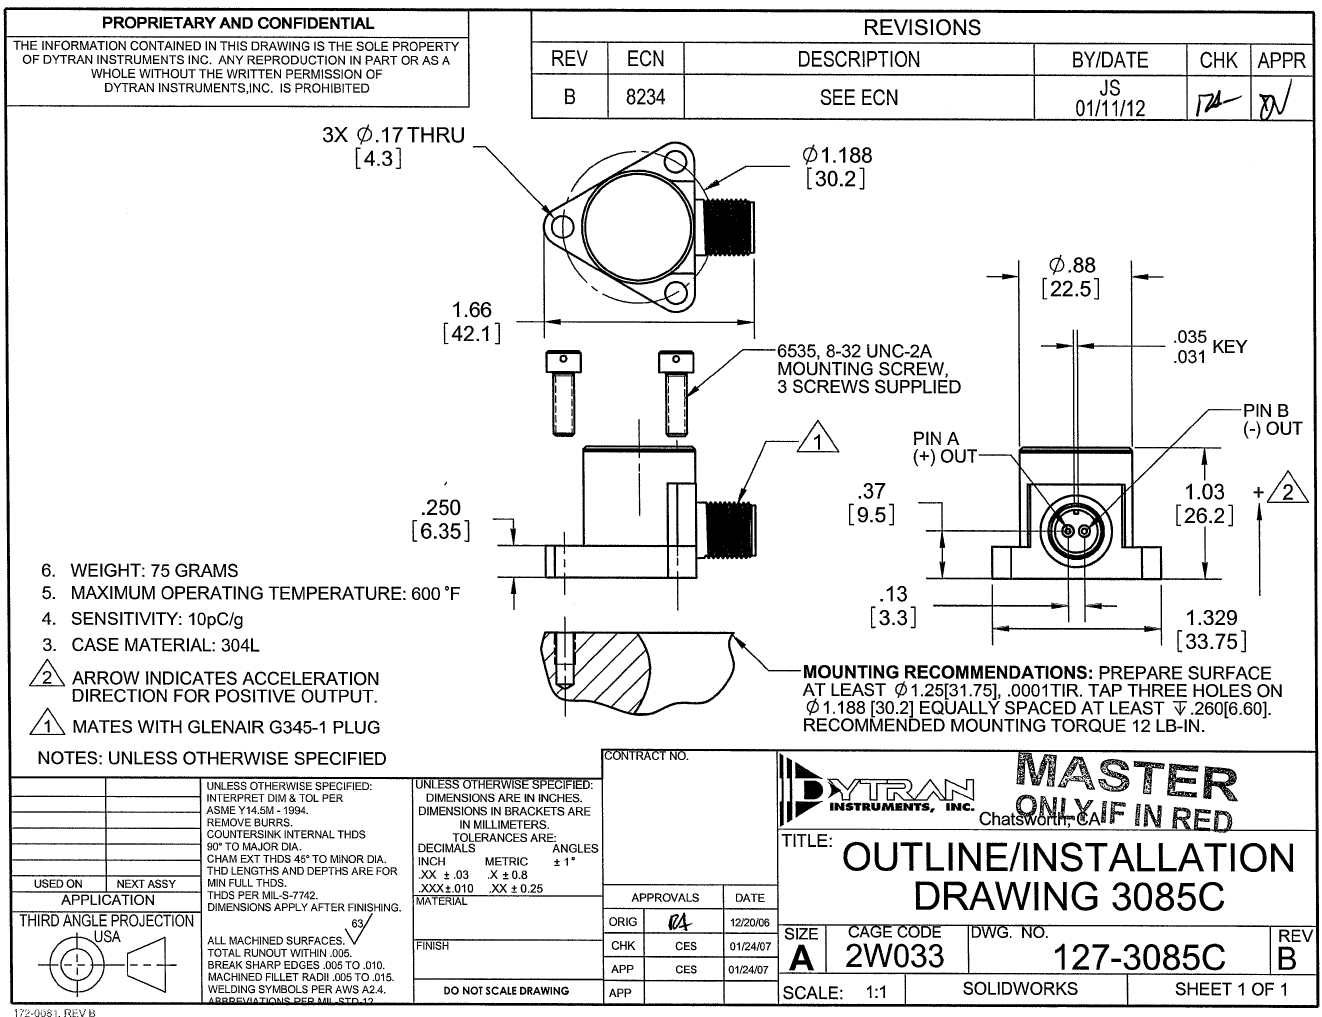 PROPRIETARY AND CONFIDENTIAL
THE INFORMATION CONTAINED IN THIS DRAWING IS THE SOLE PROPERTY
OF DYTRAN INSTRUMENTS INC. ANY REPRODUCTION IN PART OR AS A
WHOLE WITHOUT THE WRITTEN PERMISSION OF
DYTRAN INSTRUMENTS,INC. IS PROHIBITED
REVISIONS
REV ECN DESCRIPTION BY/DATE CHK APPR
B 8234 SEE ECN JS
01/11/12
3X Ø.17 THRU
[4.3]
Ø1.188
[30.2]
1.66
[42.1]
Ø.88
[22.5]
.035
.031 KEY
6535, 8-32 UNC-2A
MOUNTING SCREW,
3 SCREWS SUPPLIED
1
PIN B
(-) OUT
PIN A
(+) OUT
.250
[6.35]
.37
[9.5]
1.03
[26.2]
+ 2
.13
[3.3]
1.329
[33.75]
6. WEIGHT: 75 GRAMS
5. MAXIMUM OPERATING TEMPERATURE: 600 °F
4. SENSITIVITY: 10pC/g
3. CASE MATERIAL: 304L
2 ARROW INDICATES ACCELERATION
DIRECTION FOR POSITIVE OUTPUT.
1 MATES WITH GLENAIR G345-1 PLUG
NOTES: UNLESS OTHERWISE SPECIFIED
MOUNTING RECOMMENDATIONS: PREPARE SURFACE
AT LEAST Ø1.25[31.75], .0001TIR. TAP THREE HOLES ON
Ø1.188 [30.2] EQUALLY SPACED AT LEAST ↧.260[6.60].
RECOMMENDED MOUNTING TORQUE 12 LB-IN.
USED ON NEXT ASSY
APPLICATION
THIRD ANGLE PROJECTION
USA
UNLESS OTHERWISE SPECIFIED:
INTERPRET DIM & TOL PER
ASME Y14.5M - 1994.
REMOVE BURRS.
COUNTERSINK INTERNAL THDS
90° TO MAJOR DIA.
CHAM EXT THDS 45° TO MINOR DIA.
THD LENGTHS AND DEPTHS ARE FOR
MIN FULL THDS.
THDS PER MIL-S-7742.
DIMENSIONS APPLY AFTER FINISHING.
63
ALL MACHINED SURFACES.
TOTAL RUNOUT WITHIN .005.
BREAK SHARP EDGES .005 TO .010.
MACHINED FILLET RADII .005 TO .015.
WELDING SYMBOLS PER AWS A2.4.
ABBREVIATIONS PER MIL-STD-12
UNLESS OTHERWISE SPECIFIED:
DIMENSIONS ARE IN INCHES.
DIMENSIONS IN BRACKETS ARE
IN MILLIMETERS.
TOLERANCES ARE:
DECIMALS ANGLES
INCH METRIC ± 1°
.XX ± .03 .X ± 0.8
.XXX±.010 .XX ± 0.25
MATERIAL
FINISH
DO NOT SCALE DRAWING
CONTRACT NO.
APPROVALS DATE
ORIG 12/20/06
CHK CES 01/24/07
APP CES 01/24/07
APP
DYTRAN
INSTRUMENTS, INC.
Chatsworth, CA
MASTER
ONLY IF IN RED
TITLE:
OUTLINE/INSTALLATION
DRAWING 3085C
SIZE A
CAGE CODE 2W033
DWG. NO. 127-3085C
REV B
SCALE: 1:1 SOLIDWORKS SHEET 1 OF 1
172-0081, REV B